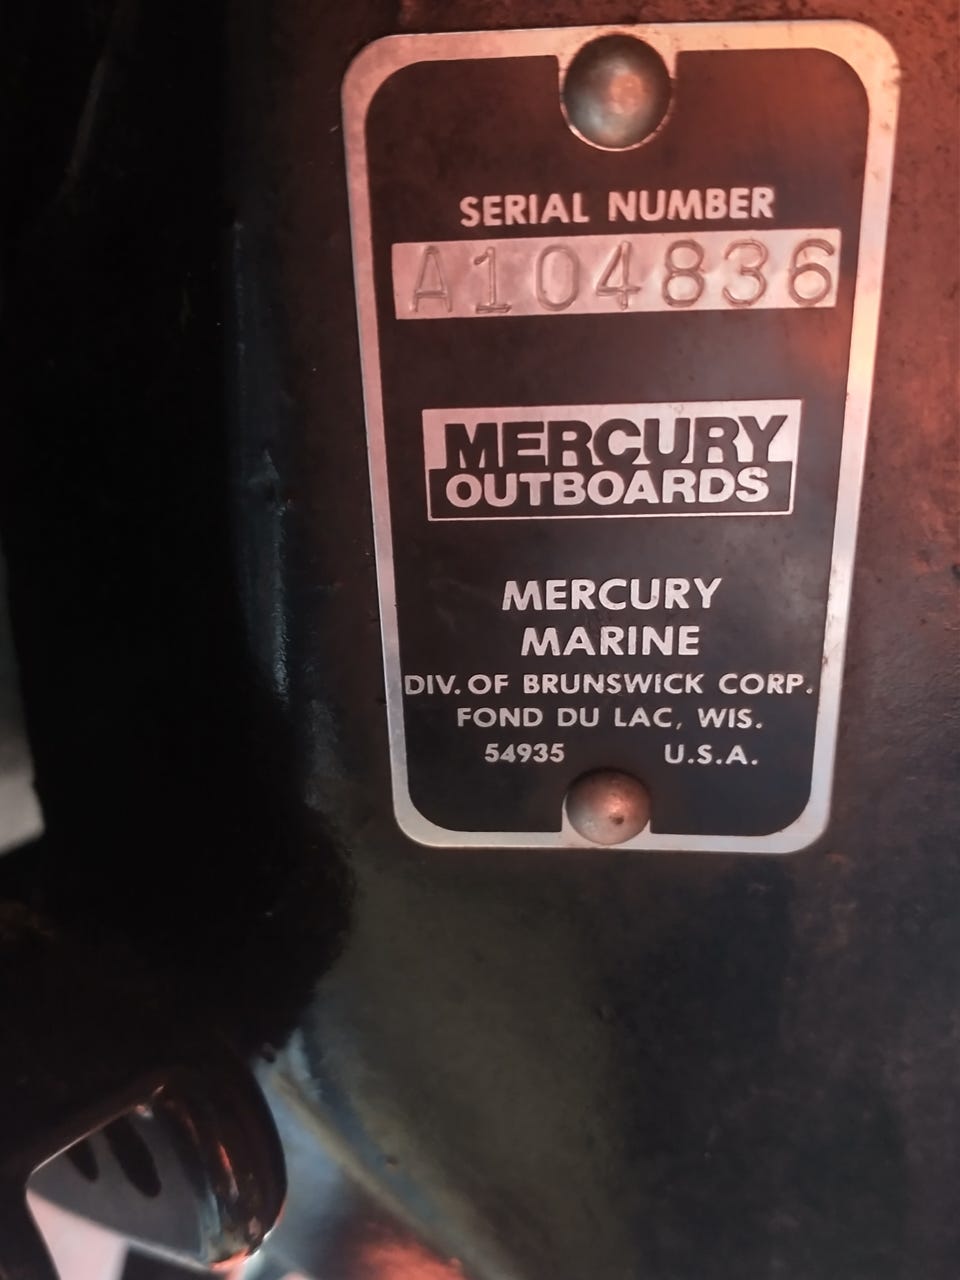 SERIAL NUMBER
A104836
MERCURY
OUTBOARDS
MERCURY
MARINE
DIV. OF BRUNSWICK CORP.
FOND DU LAC, WIS.
54935 U.S.A.